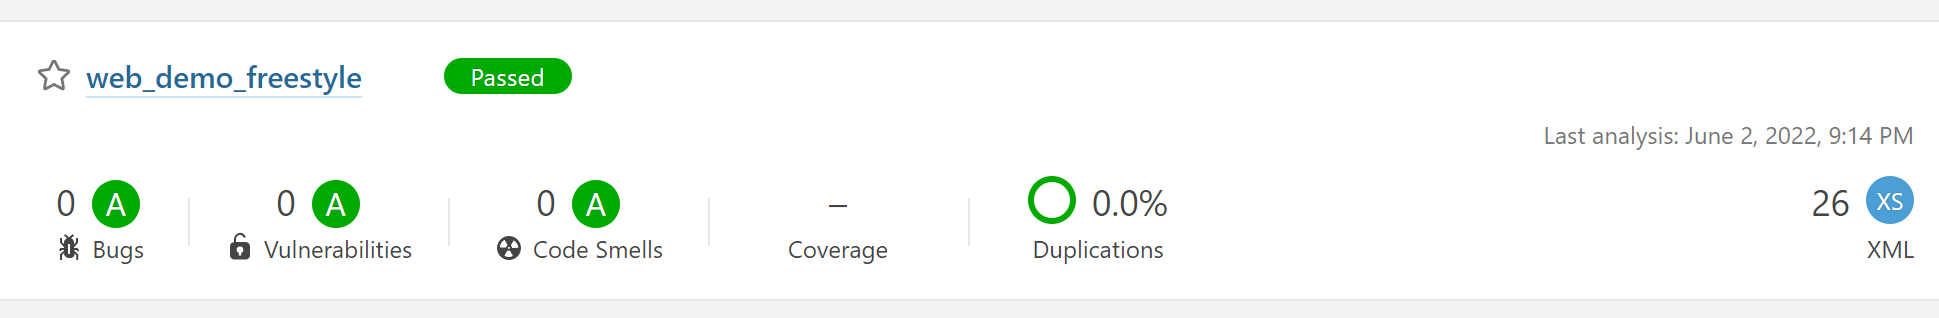 web_demo_freestyle Passed
Last analysis: June 2, 2022, 9:14 PM
0 A 0 A 0 A – 0.0% 26 XS
Bugs Vulnerabilities Code Smells Coverage Duplications XML